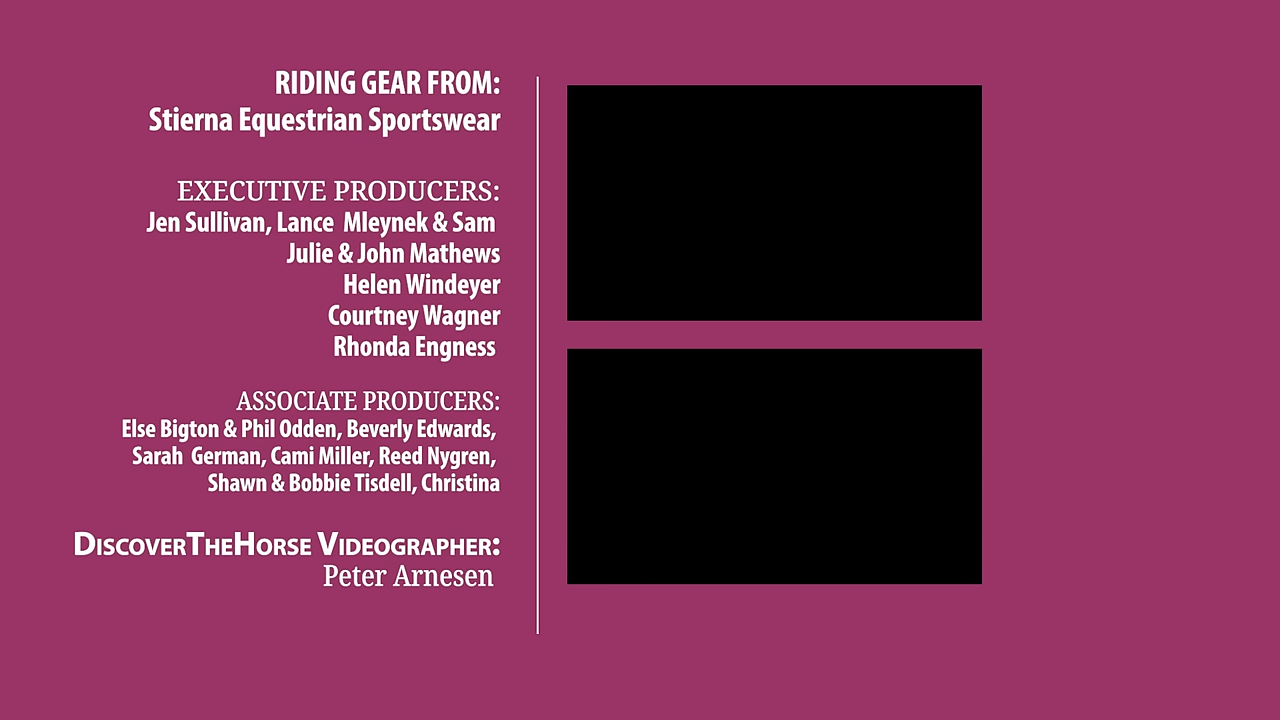 RIDING GEAR FROM:
Stierna Equestrian Sportswear
EXECUTIVE PRODUCERS:
Jen Sullivan, Lance Mleynek & Sam
Julie & John Mathews
Helen Windeyer
Courtney Wagner
Rhonda Engness
ASSOCIATE PRODUCERS:
Else Bigton & Phil Odden, Beverly Edwards,
Sarah German, Cami Miller, Reed Nygren,
Shawn & Bobbie Tisdell, Christina
DISCOVERTHEHORSE VIDEOGRAPHER:
Peter Arnesen